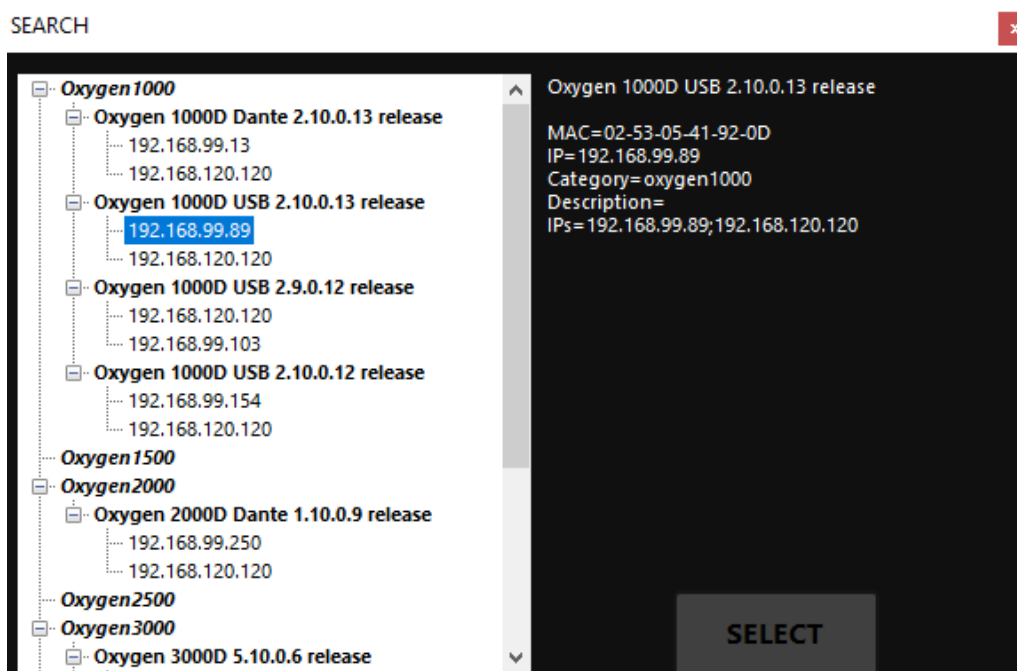 SEARCH
Oxygen1000
Oxygen 1000D Dante 2.10.0.13 release
192.168.99.13
192.168.120.120
Oxygen 1000D USB 2.10.0.13 release
192.168.99.89
192.168.120.120
Oxygen 1000D USB 2.9.0.12 release
192.168.120.120
192.168.99.103
Oxygen 1000D USB 2.10.0.12 release
192.168.99.154
192.168.120.120
Oxygen1500
Oxygen2000
Oxygen 2000D Dante 1.10.0.9 release
192.168.99.250
192.168.120.120
Oxygen2500
Oxygen3000
Oxygen 3000D 5.10.0.6 release
Oxygen 1000D USB 2.10.0.13 release
MAC=02-53-05-41-92-0D
IP=192.168.99.89
Category=oxygen1000
Description=
IPs=192.168.99.89;192.168.120.120
SELECT